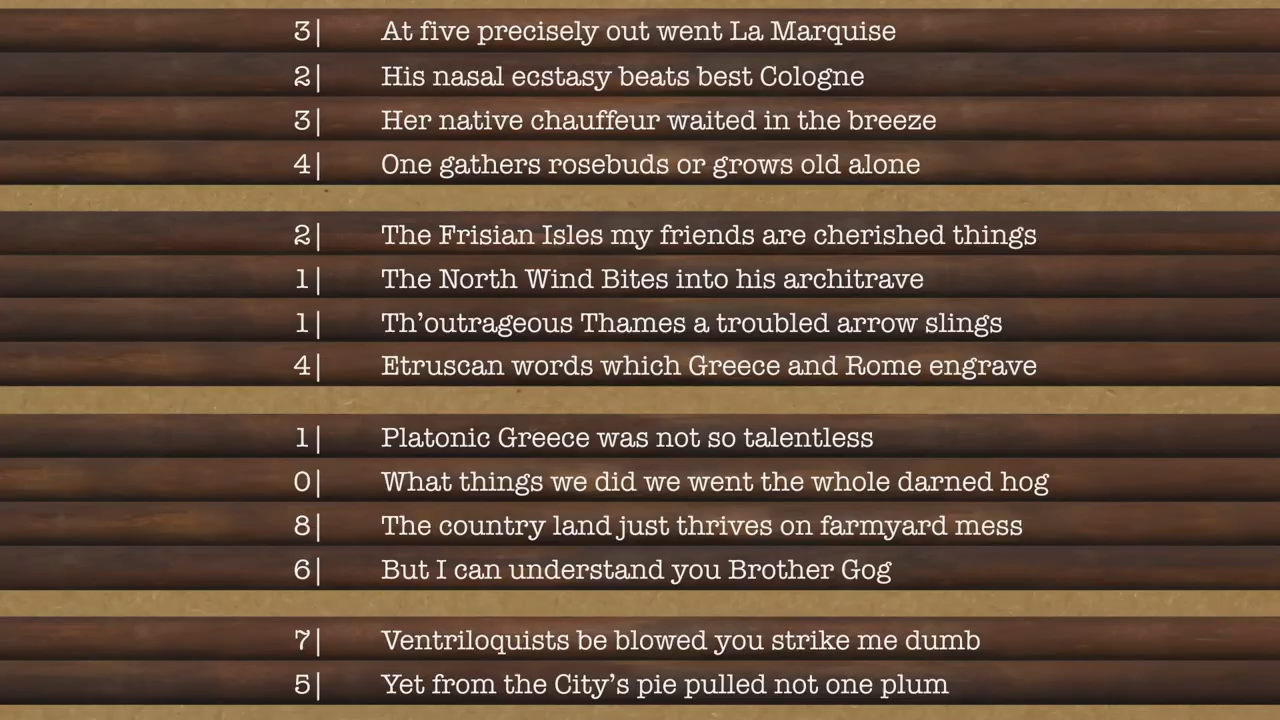 3| At five precisely out went La Marquise
2| His nasal ecstasy beats best Cologne
3| Her native chauffeur waited in the breeze
4| One gathers rosebuds or grows old alone
2| The Frisian Isles my friends are cherished things
1| The North Wind Bites into his architrave
1| Th’outrageous Thames a troubled arrow slings
4| Etruscan words which Greece and Rome engrave
1| Platonic Greece was not so talentless
0| What things we did we went the whole darned hog
8| The country land just thrives on farmyard mess
6| But I can understand you Brother Gog
7| Ventriloquists be blowed you strike me dumb
5| Yet from the City’s pie pulled not one plum